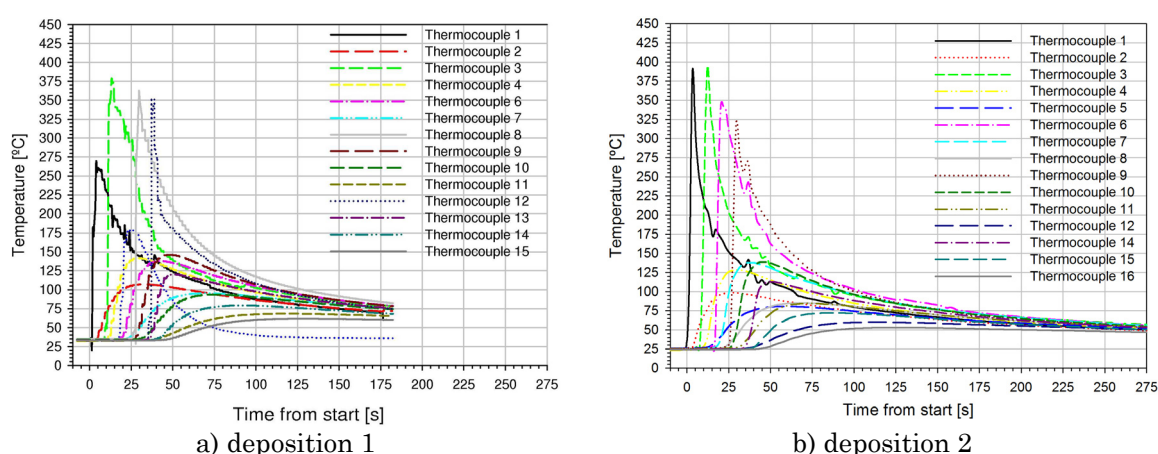 450
425
400
375
350
325
300
275
250
225
200
175
150
125
100
75
50
25
0
Temperature [ºC]
0 25 50 75 100 125 150 175 200 225 250 275
Time from start [s]
Thermocouple 1
Thermocouple 2
Thermocouple 3
Thermocouple 4
Thermocouple 6
Thermocouple 7
Thermocouple 8
Thermocouple 9
Thermocouple 10
Thermocouple 11
Thermocouple 12
Thermocouple 13
Thermocouple 14
Thermocouple 15
a) deposition 1
450
425
400
375
350
325
300
275
250
225
200
175
150
125
100
75
50
25
0
Temperature [ºC]
0 25 50 75 100 125 150 175 200 225 250 275
Time from start [s]
Thermocouple 1
Thermocouple 2
Thermocouple 3
Thermocouple 4
Thermocouple 5
Thermocouple 6
Thermocouple 7
Thermocouple 8
Thermocouple 9
Thermocouple 10
Thermocouple 11
Thermocouple 12
Thermocouple 14
Thermocouple 15
Thermocouple 16
b) deposition 2